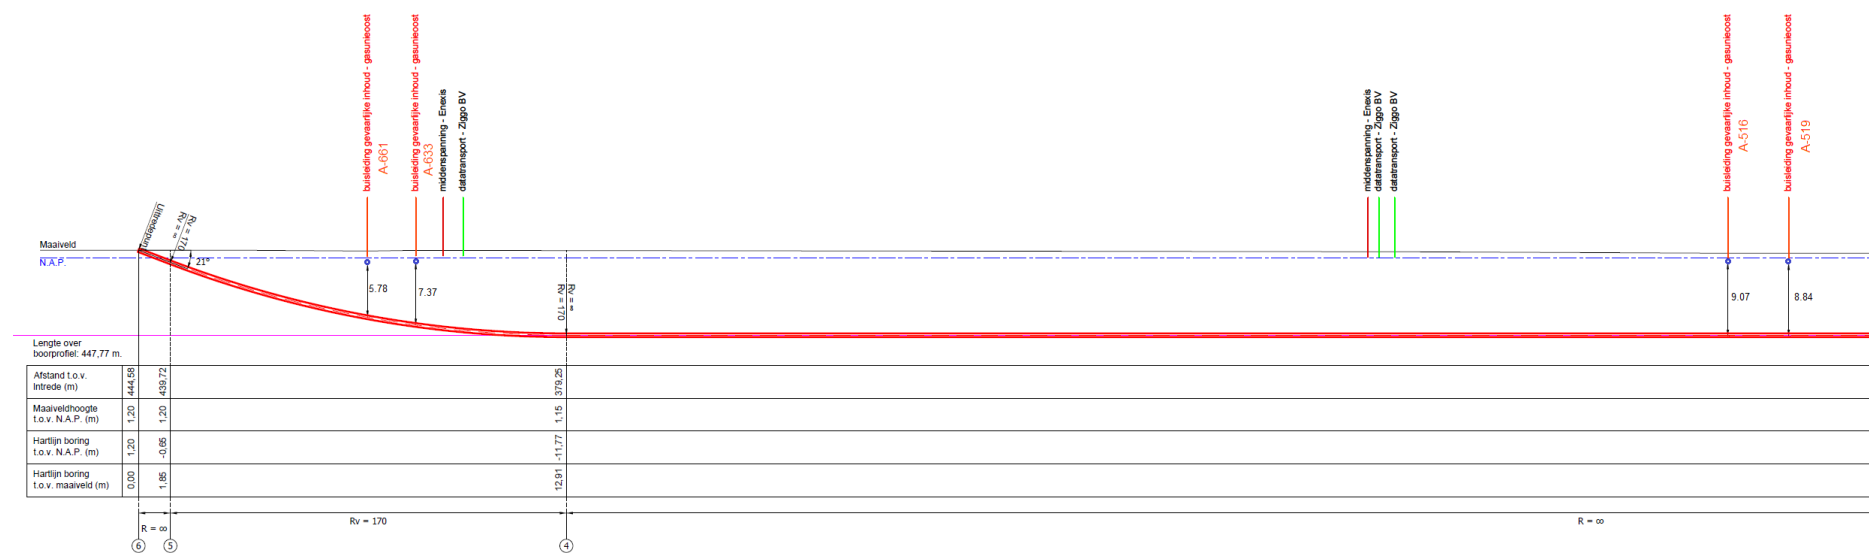 buisleiding gevaarlijke inhoud - gasunieoost
A-661
buisleiding gevaarlijke inhoud - gasunieoost
A-633
middenspanning - Enexis
datatransport - Ziggo BV
middenspanning - Enexis
datatransport - Ziggo BV
datatransport - Ziggo BV
buisleiding gevaarlijke inhoud - gasunieoost
A-516
buisleiding gevaarlijke inhoud - gasunieoost
A-519
Uittredepunt
Rv = ∞
Rv = 170
21°
Maaiveld
N.A.P.
5.78
7.37
Rv = ∞
Rv = 170
9.07
8.84
Lengte over
boorprofiel: 447,77 m.
Afstand t.o.v.
Intrede (m)
444,58
439,72
379,25
Maaiveldhoogte
t.o.v. N.A.P. (m)
1,20
1,20
1,15
Hartlijn boring
t.o.v. N.A.P. (m)
1,20
-0,65
-11,77
Hartlijn boring
t.o.v. maaiveld (m)
0,00
1,85
12,91
R = ∞
Rv = 170
R = ∞
6
5
4